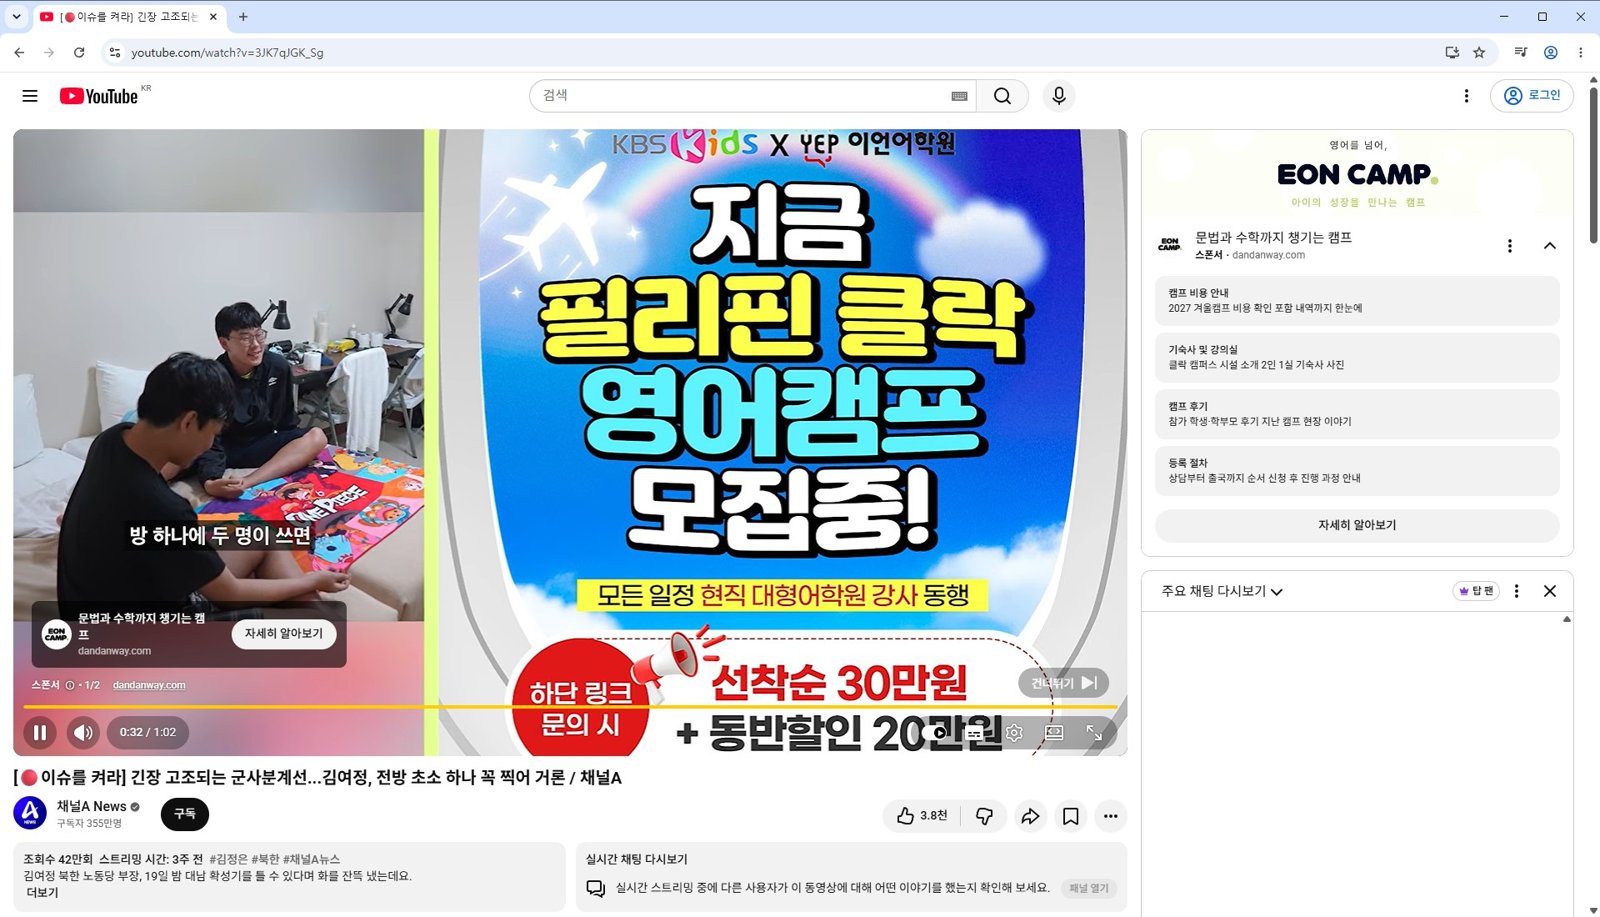 [🔴이슈를 켜라] 긴장 고조되는
youtube.com/watch?v=3JK7qJGK_Sg
YouTube KR
검색
로그인
KBS Kids X YEP 이언어학원
지금
필리핀 클락
영어캠프
모집중!
모든 일정 현직 대형어학원 강사 동행
하단 링크
문의 시
선착순 30만원
+ 동반할인 20만원
ONE PIECE
방 하나에 두 명이 쓰면
EON CAMP.
문법과 수학까지 챙기는 캠
프
dandanway.com
자세히 알아보기
스폰서 · 1/2 dandanway.com
건너뛰기
0:32 / 1:02
[🔴이슈를 켜라] 긴장 고조되는 군사분계선...김여정, 전방 초소 하나 꼭 찍어 거론 / 채널A
NEWS
채널A News
구독자 355만명
구독
3.8천
조회수 42만회 스트리밍 시간: 3주 전 #김정은 #북한 #채널A뉴스
김여정 북한 노동당 부장, 19일 밤 대남 확성기를 틀 수 있다며 화를 잔뜩 냈는데요.
더보기
실시간 채팅 다시보기
실시간 스트리밍 중에 다른 사용자가 이 동영상에 대해 어떤 이야기를 했는지 확인해 보세요.
패널 열기
영어를 넘어,
EON CAMP.
아이의 성장을 만나는 캠프
EON CAMP.
문법과 수학까지 챙기는 캠프
스폰서 · dandanway.com
캠프 비용 안내
2027 겨울캠프 비용 확인 포함 내역까지 한눈에
기숙사 및 강의실
클락 캠퍼스 시설 소개 2인 1실 기숙사 사진
캠프 후기
참가 학생·학부모 후기 지난 캠프 현장 이야기
등록 절차
상담부터 출국까지 순서 신청 후 진행 과정 안내
자세히 알아보기
주요 채팅 다시보기
탑 팬